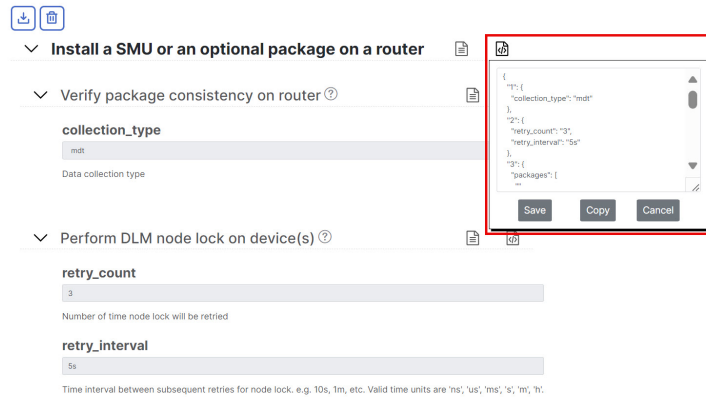 Install a SMU or an optional package on a router
{
"1": {
"collection_type": "mdt"
},
"2": {
"retry_count": "3",
"retry_interval": "5s"
},
"3": {
"packages": [
""
Save Copy Cancel
Verify package consistency on router
collection_type
mdt
Data collection type
Perform DLM node lock on device(s)
retry_count
3
Number of time node lock will be retried
retry_interval
5s
Time interval between subsequent retries for node lock. e.g. 10s, 1m, etc. Valid time units are 'ns', 'us', 'ms', 's', 'm', 'h'.